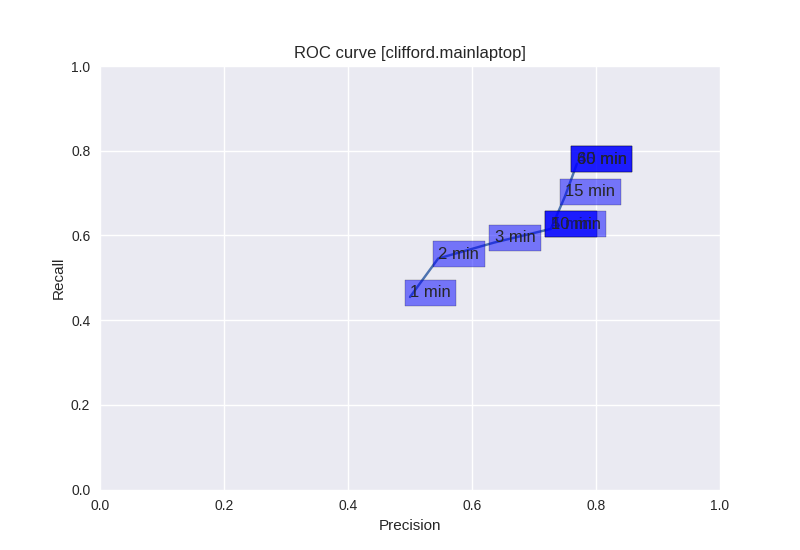 ROC curve [clifford.mainlaptop]
1.0
0.8
0.6
0.4
0.2
0.0
Recall
min
15 min
3 min
min
2 min
1 min
0.0 0.2 0.4 0.6 0.8 1.0
Precision